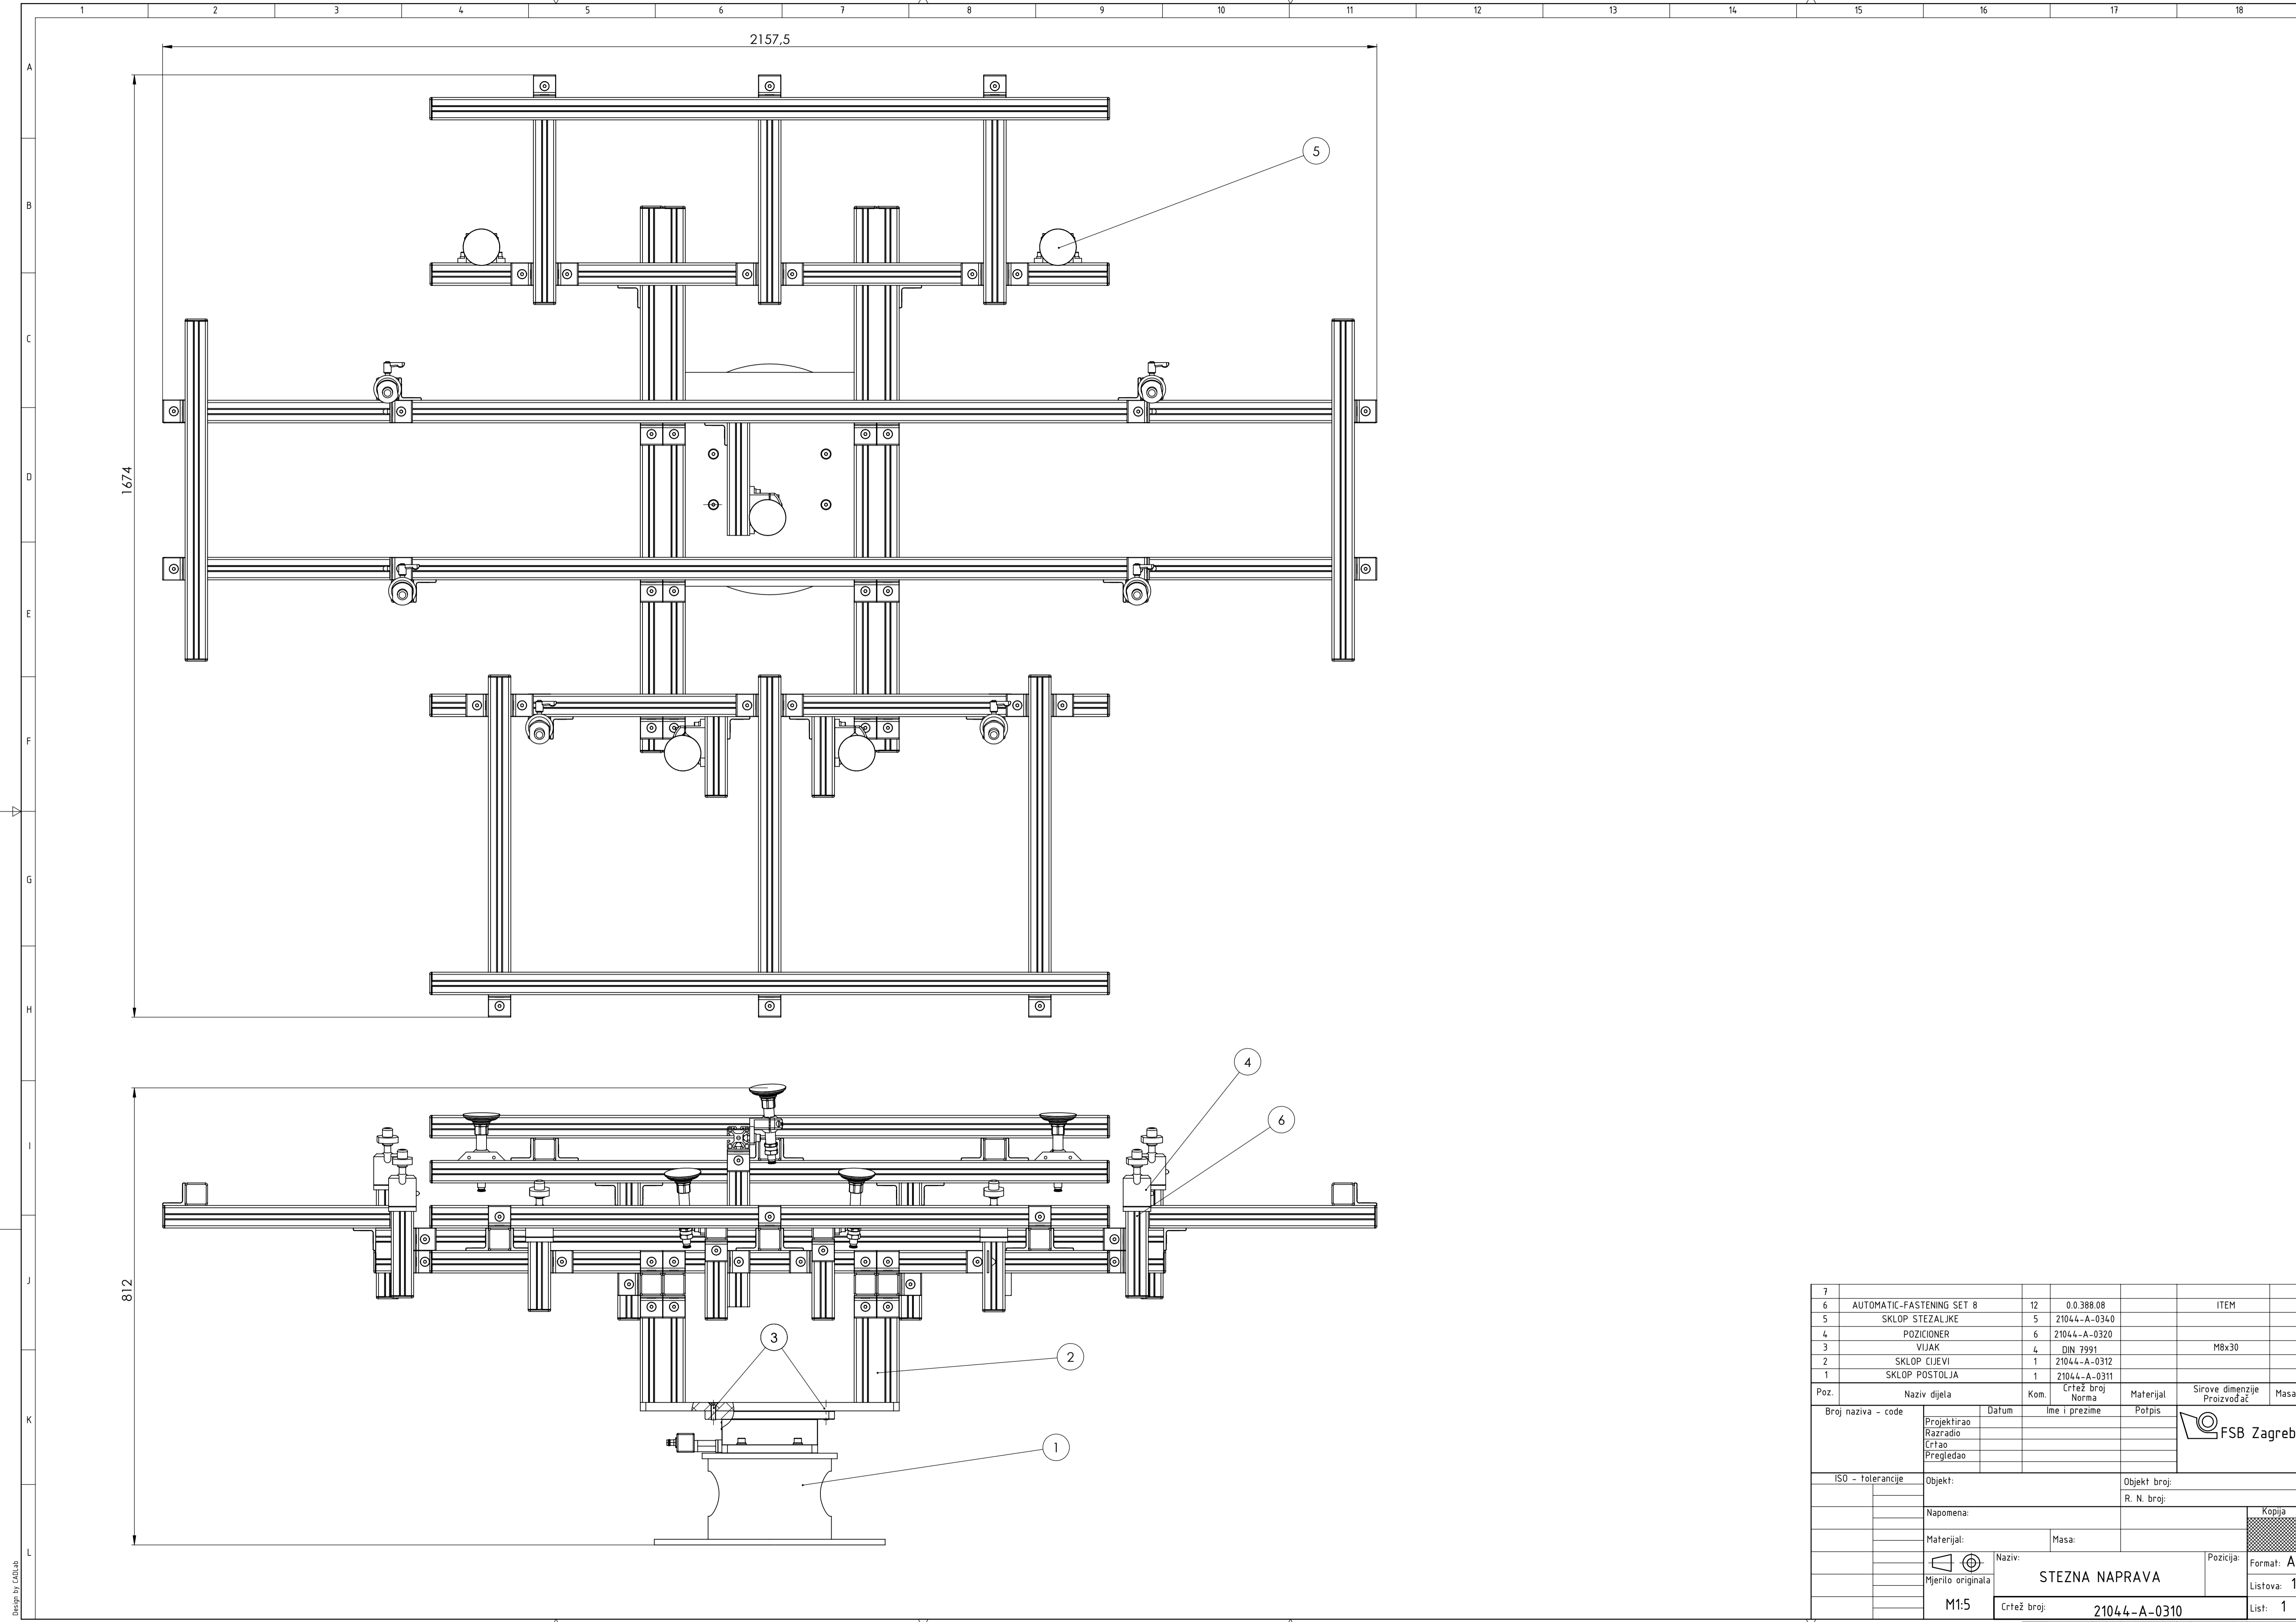 1 2 3 4 5 6 7 8 9 10 11 12 13 14 15 16 17 18
2157,5
A
5
B
C
1674
D
E
F
G
H
4
6
I
812
J
3
2
K
1
L
7
6 AUTOMATIC-FASTENING SET 8 12 0.0.388.08 ITEM
5 SKLOP STEZALJKE 5 21044-A-0340
4 POZICIONER 6 21044-A-0320
3 VIJAK 4 DIN 7991 M8x30
2 SKLOP CIJEVI 1 21044-A-0312
1 SKLOP POSTOLJA 1 21044-A-0311
Poz. Naziv dijela Kom. Crtež broj Norma Materijal Sirove dimenzije Proizvođač Masa
Broj naziva - code Datum Ime i prezime Potpis
Projektirao
Razradio
Crtao
Pregledao
FSB Zagreb
ISO - tolerancije Objekt: Objekt broj:
R. N. broj:
Napomena: Kopija
Materijal: Masa:
Naziv: STEZNA NAPRAVA Pozicija: Format: A
Mjerilo originala Listova: 1
M1:5 Crtež broj: 21044-A-0310 List: 1
Design by CADLab